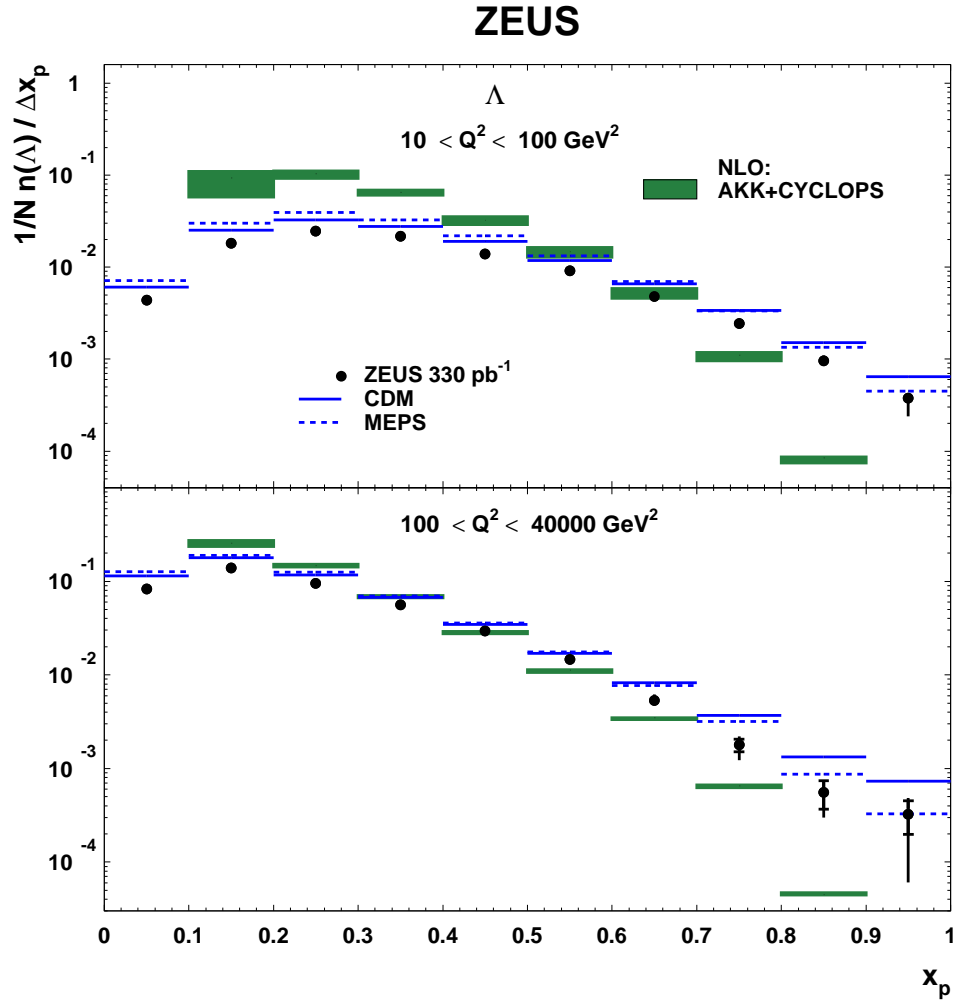 ZEUS
1/N n(Λ) / Δx_p
Λ
10 < Q² < 100 GeV²
NLO:
AKK+CYCLOPS
ZEUS 330 pb⁻¹
CDM
MEPS
1
10⁻¹
10⁻²
10⁻³
10⁻⁴
100 < Q² < 40000 GeV²
10⁻¹
10⁻²
10⁻³
10⁻⁴
0 0.1 0.2 0.3 0.4 0.5 0.6 0.7 0.8 0.9 1
x_p